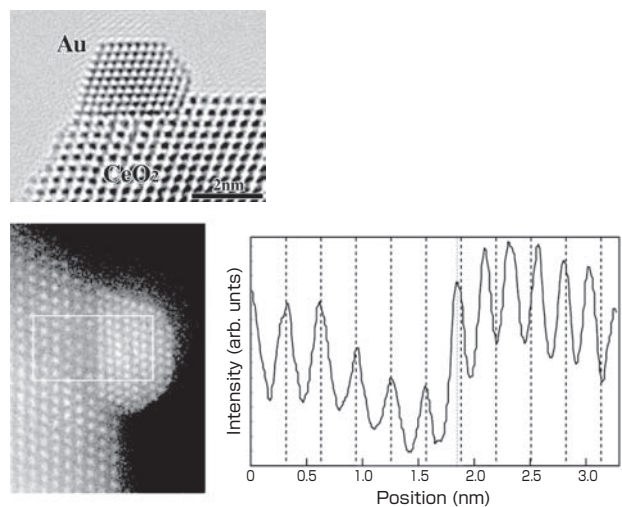 Au
CeO2
2nm
Intensity (arb. unts)
0 0.5 1.0 1.5 2.0 2.5 3.0
Position (nm)